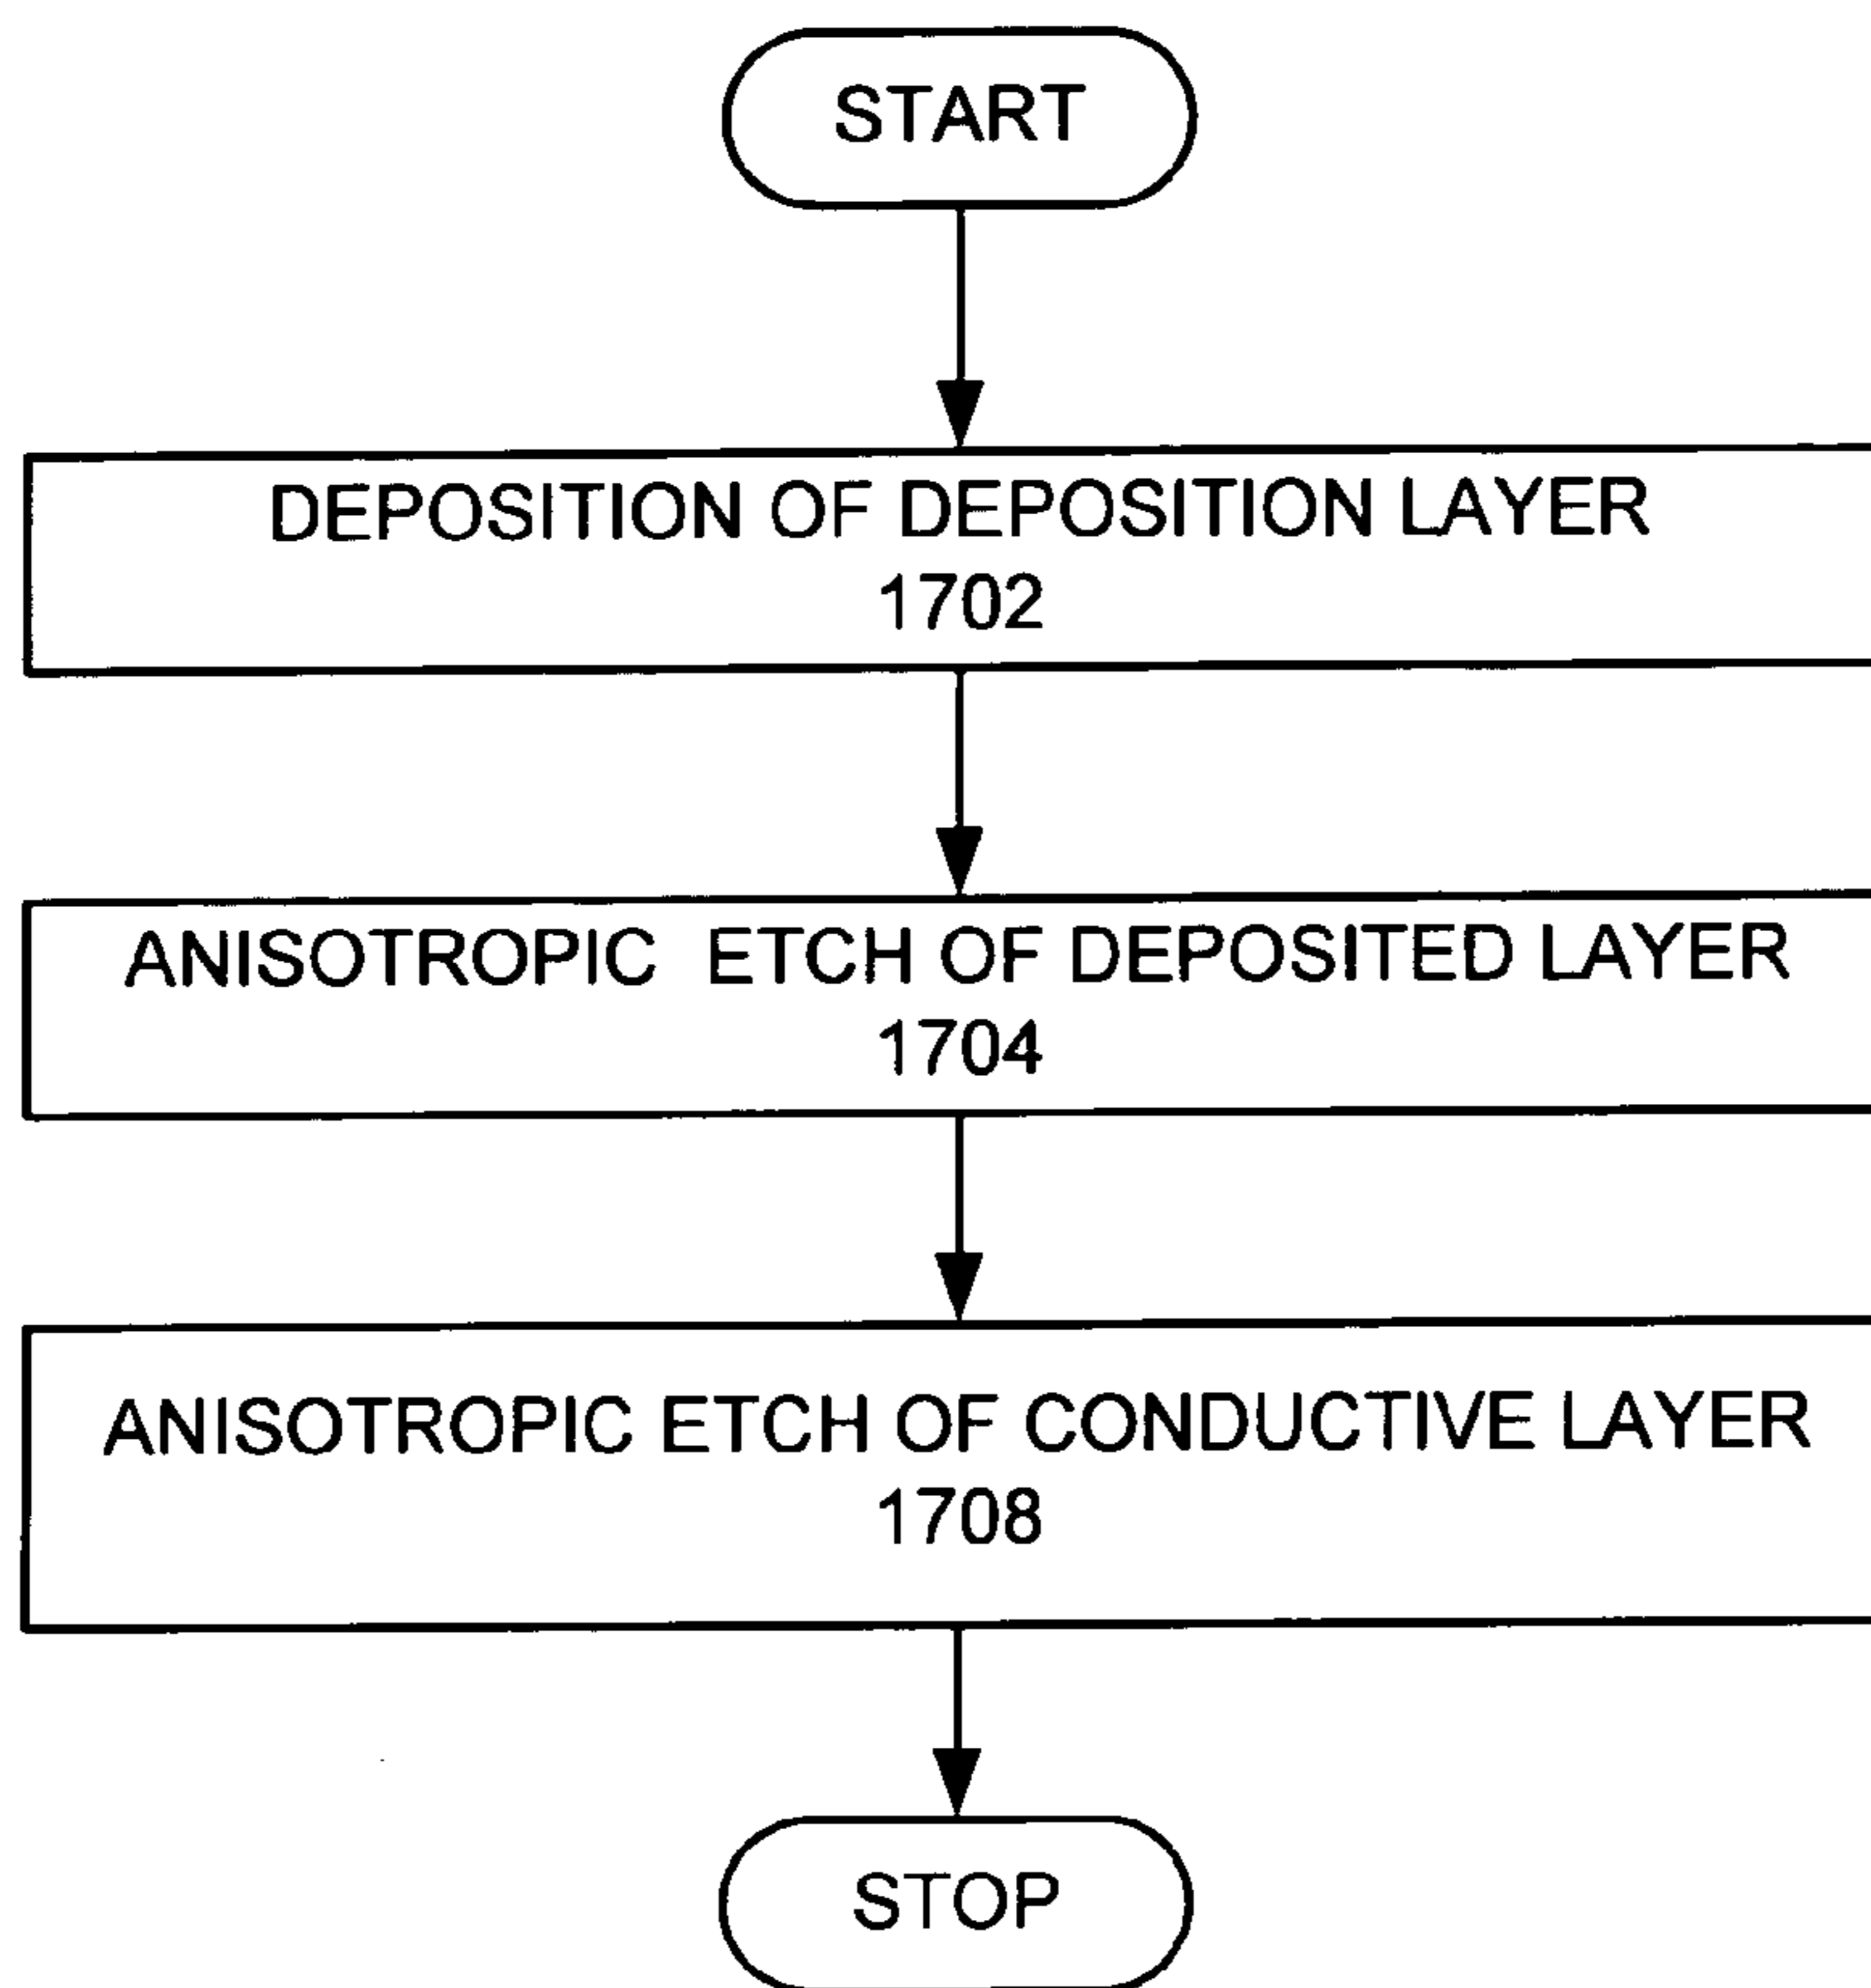 START
DEPOSITION OF DEPOSITION LAYER
1702
ANISOTROPIC ETCH OF DEPOSITED LAYER
1704
ANISOTROPIC ETCH OF CONDUCTIVE LAYER
1708
STOP